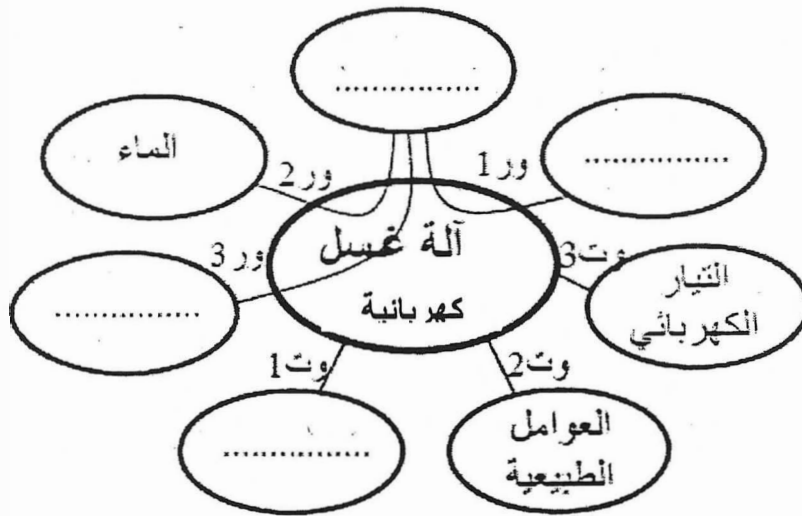 ....................
الماء
ور2
ور1
....................
آلة غسل
كهربائية
ور3
وت3
التيار
الكهربائي
....................
وت1
وت2
....................
العوامل
الطبيعية